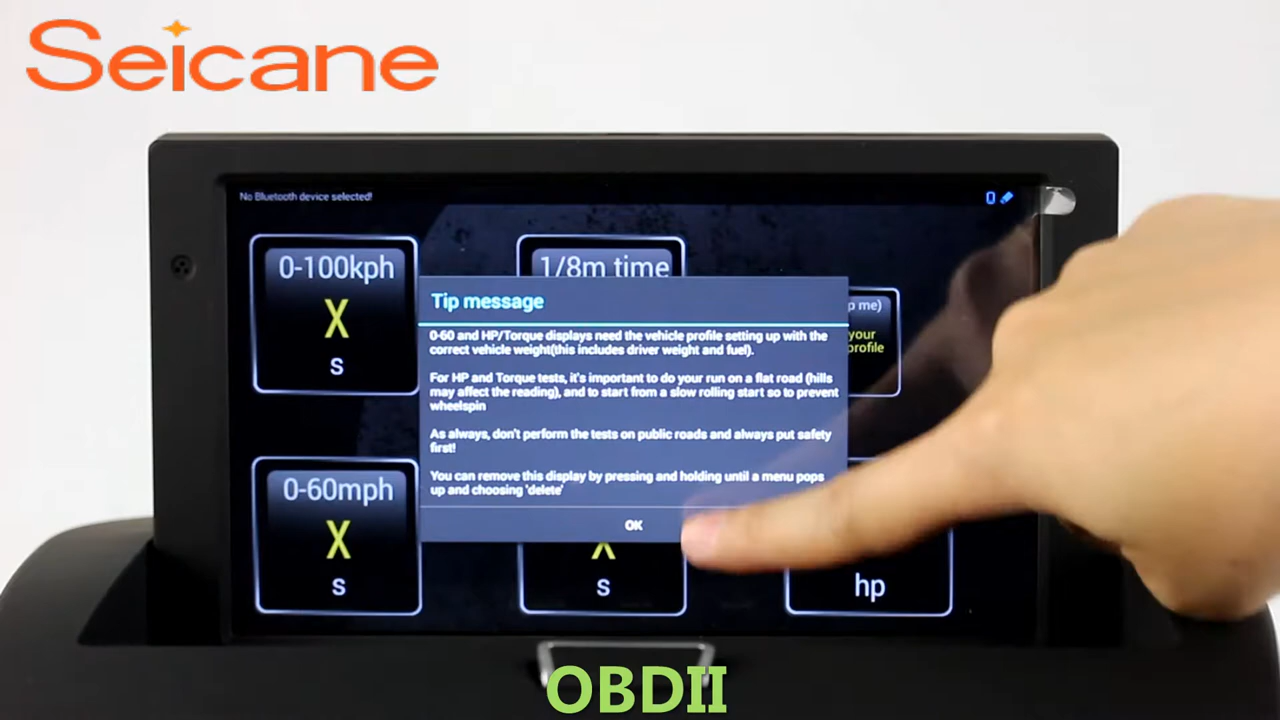 Seicane
No Bluetooth device selected!
0-100kph
X
s
1/8m time
p me)
your
profile
Tip message
0-60 and HP/Torque displays need the vehicle profile setting up with the
correct vehicle weight(this includes driver weight and fuel).
For HP and Torque tests, it's important to do your run on a flat road (hills
may affect the reading), and to start from a slow rolling start so to prevent
wheelspin
As always, don't perform the tests on public roads and always put safety
first!
You can remove this display by pressing and holding until a menu pops
up and choosing 'delete'
OK
0-60mph
X
s
X
s
hp
OBDII